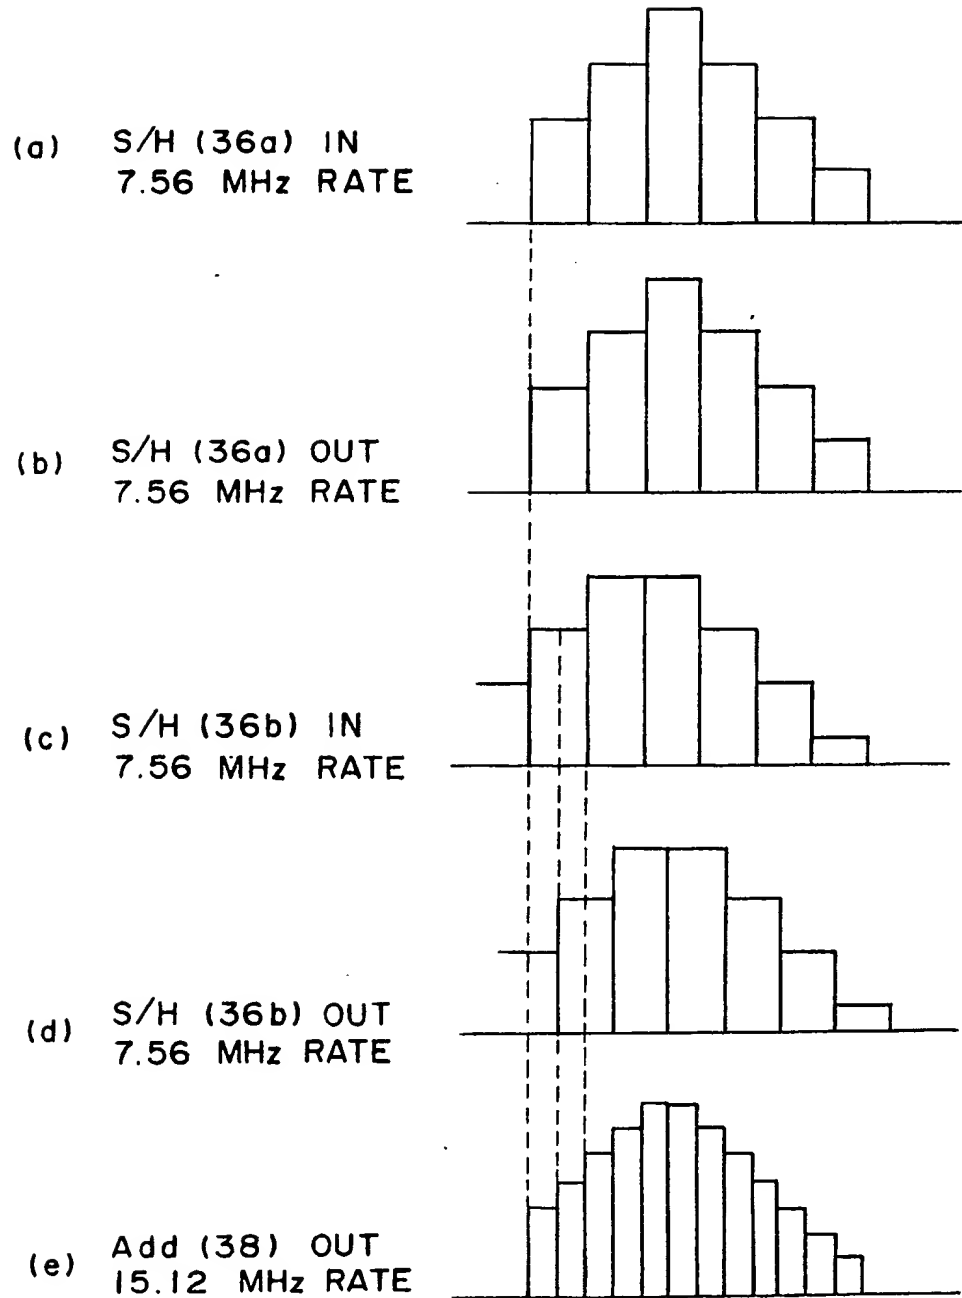 (a) S/H (36a) IN
7.56 MHz RATE
(b) S/H (36a) OUT
7.56 MHz RATE
(c) S/H (36b) IN
7.56 MHz RATE
(d) S/H (36b) OUT
7.56 MHz RATE
(e) Add (38) OUT
15.12 MHz RATE